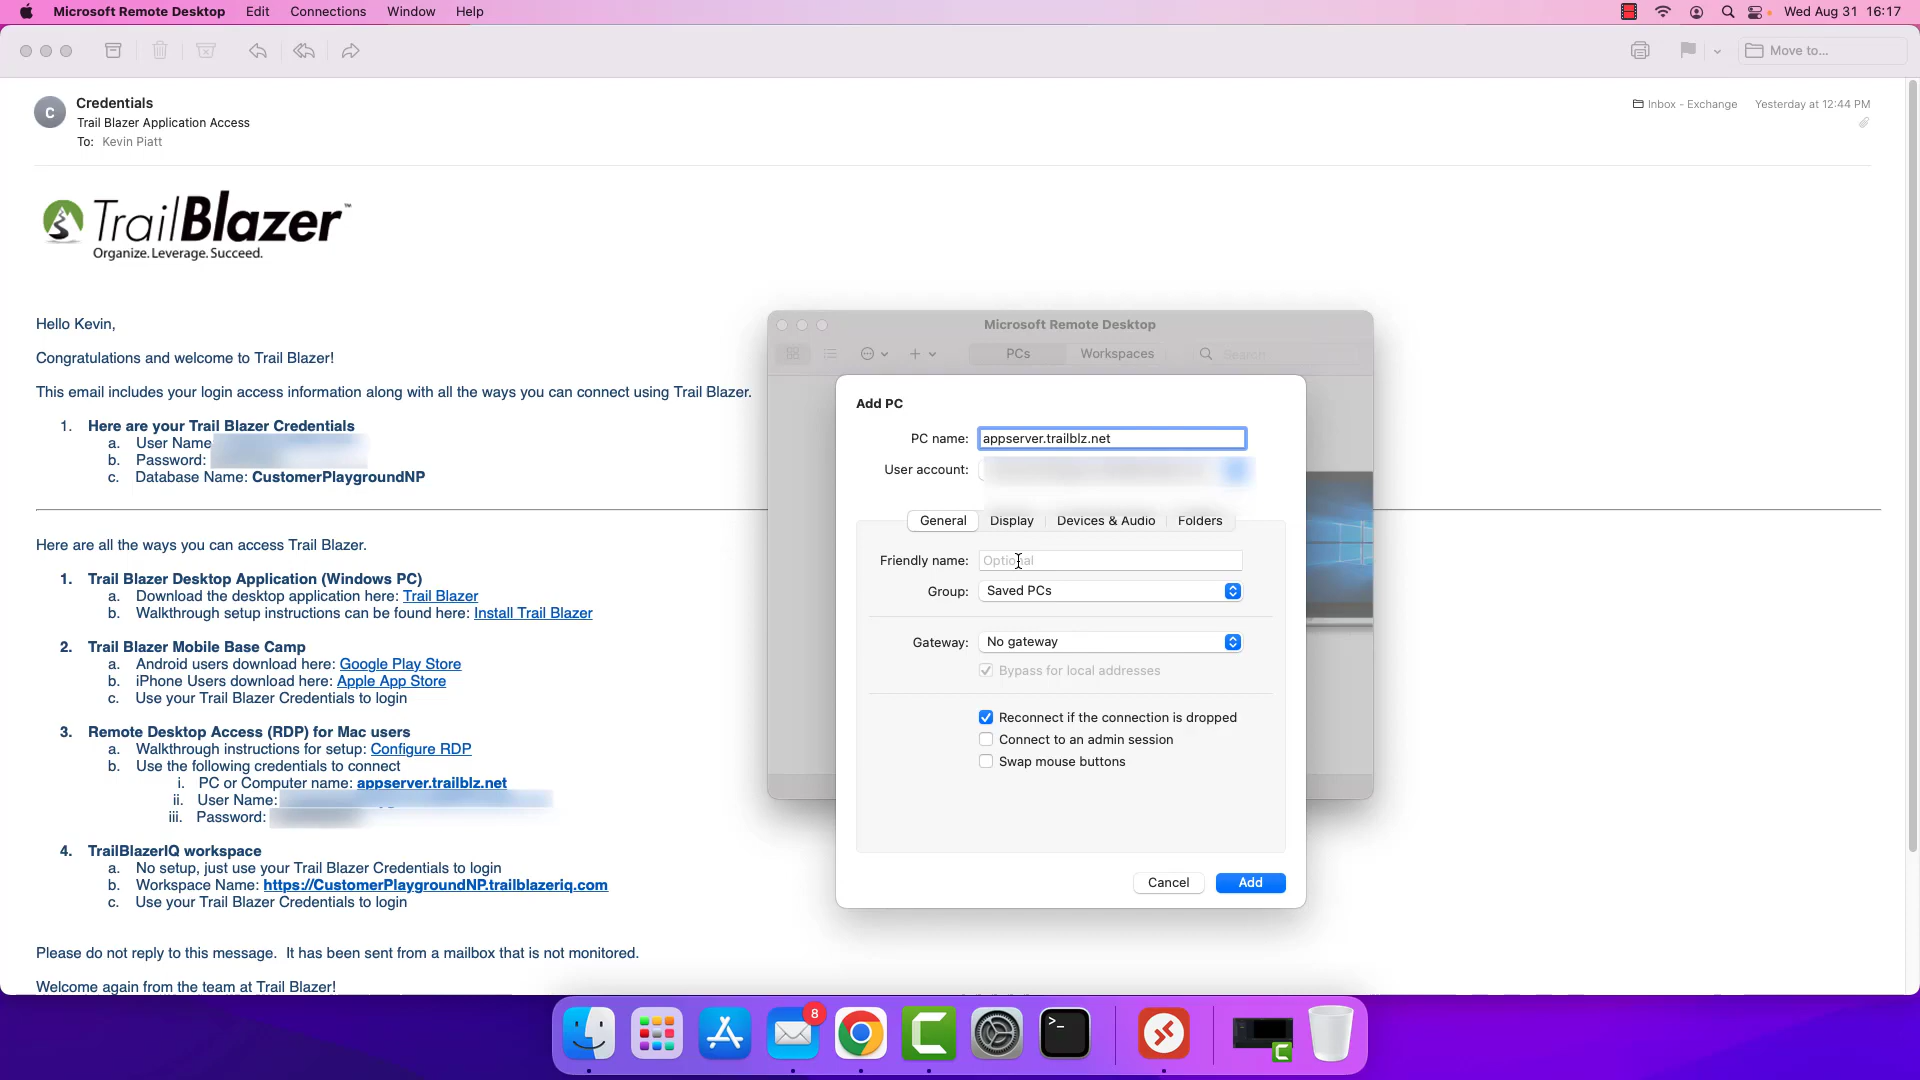 Microsoft Remote Desktop Edit Connections Window Help Wed Aug 31 16:17
Move to...
C
Credentials
Trail Blazer Application Access
To: Kevin Piatt
Inbox - Exchange Yesterday at 12:44 PM
TrailBlazer™
Organize. Leverage. Succeed.
Hello Kevin,
Congratulations and welcome to Trail Blazer!
This email includes your login access information along with all the ways you can connect using Trail Blazer.
1. Here are your Trail Blazer Credentials
a. User Name
b. Password:
c. Database Name: CustomerPlaygroundNP
Here are all the ways you can access Trail Blazer.
1. Trail Blazer Desktop Application (Windows PC)
a. Download the desktop application here: Trail Blazer
b. Walkthrough setup instructions can be found here: Install Trail Blazer
2. Trail Blazer Mobile Base Camp
a. Android users download here: Google Play Store
b. iPhone Users download here: Apple App Store
c. Use your Trail Blazer Credentials to login
3. Remote Desktop Access (RDP) for Mac users
a. Walkthrough instructions for setup: Configure RDP
b. Use the following credentials to connect
i. PC or Computer name: appserver.trailblz.net
ii. User Name:
iii. Password:
4. TrailBlazerIQ workspace
a. No setup, just use your Trail Blazer Credentials to login
b. Workspace Name: https://CustomerPlaygroundNP.trailblazeriq.com
c. Use your Trail Blazer Credentials to login
Please do not reply to this message. It has been sent from a mailbox that is not monitored.
Welcome again from the team at Trail Blazer!
Microsoft Remote Desktop
PCs Workspaces Search
Add PC
PC name: appserver.trailblz.net
User account:
General Display Devices & Audio Folders
Friendly name: Optional
Group: Saved PCs
Gateway: No gateway
Bypass for local addresses
Reconnect if the connection is dropped
Connect to an admin session
Swap mouse buttons
Cancel Add
8
>_